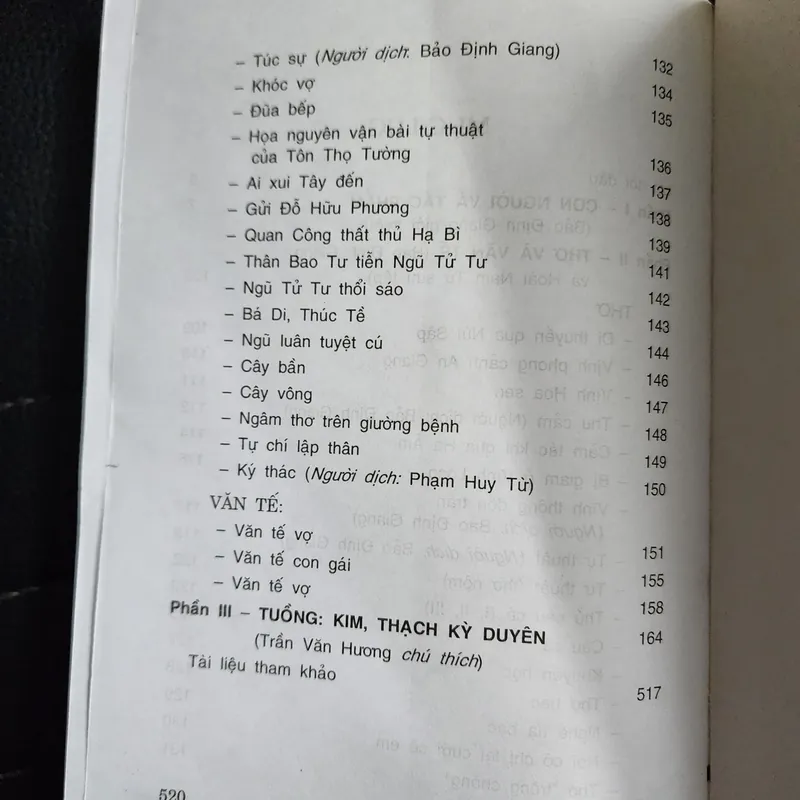 – Túc sự (Người dịch: Bảo Định Giang) 132
– Khóc vợ 134
– Đũa bếp 135
– Họa nguyên vận bài tự thuật
của Tôn Thọ Tường 136
– Ai xui Tây đến 137
– Gửi Đỗ Hữu Phương 138
– Quan Công thất thủ Hạ Bì 139
– Thân Bao Tư tiễn Ngũ Tử Tư 141
– Ngũ Tử Tư thổi sáo 142
– Bá Di, Thúc Tề 143
– Ngũ luân tuyệt cú 144
– Cây bần 146
– Cây vông 147
– Ngâm thơ trên giường bệnh 148
– Tự chí lập thân 149
– Ký thác (Người dịch: Phạm Huy Từ) 150
VĂN TẾ:
– Văn tế vợ 151
– Văn tế con gái 155
– Văn tế vợ 158
Phần III – TUỒNG: KIM, THẠCH KỲ DUYÊN 164
(Trần Văn Hương chú thích)
Tài liệu tham khảo 517
520